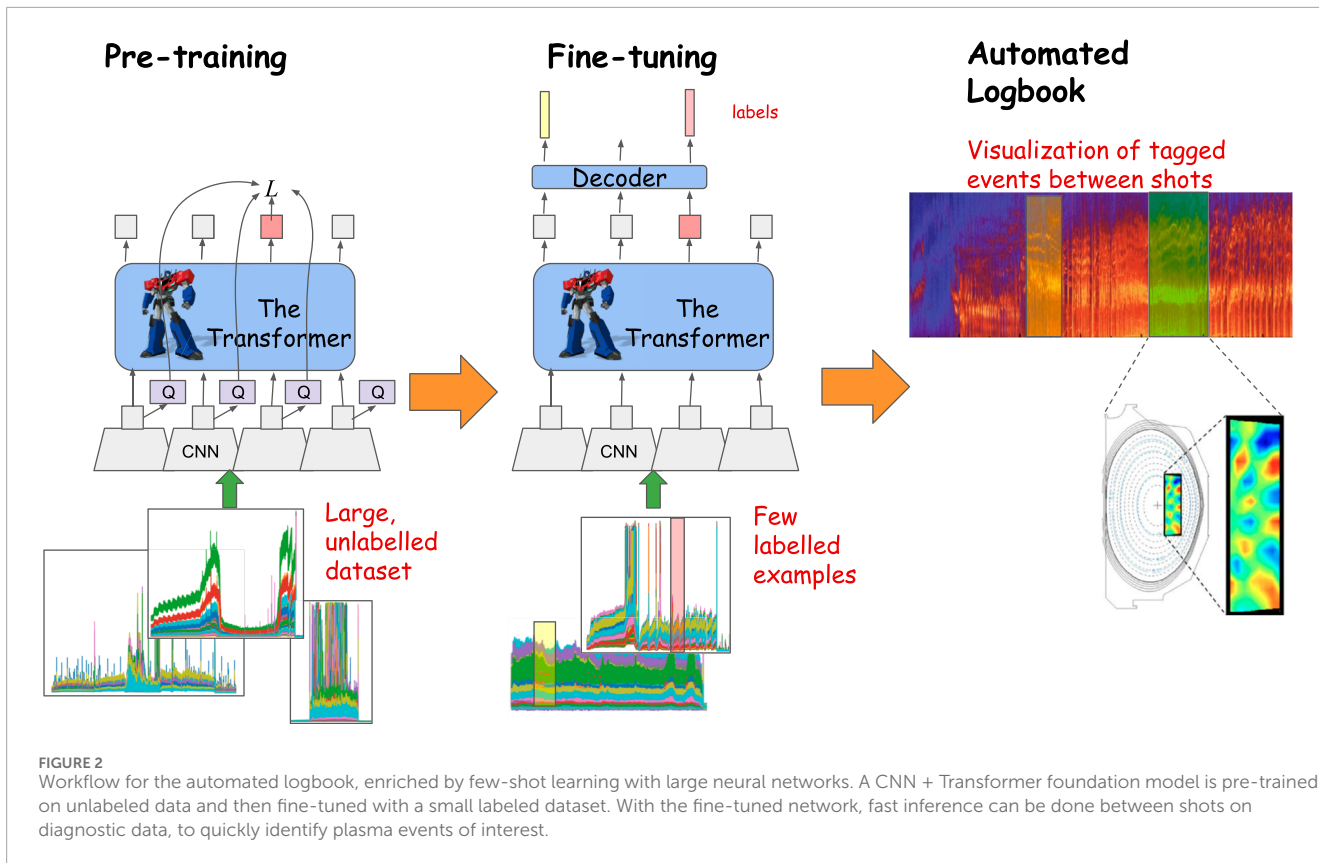 Pre-training
Fine-tuning
Automated
Logbook
labels
Visualization of tagged
events between shots
L
Decoder
The
Transformer
The
Transformer
Q
Q
Q
Q
CNN
CNN
Large,
unlabelled
dataset
Few
labelled
examples
FIGURE 2
Workflow for the automated logbook, enriched by few-shot learning with large neural networks. A CNN + Transformer foundation model is pre-trained
on unlabeled data and then fine-tuned with a small labeled dataset. With the fine-tuned network, fast inference can be done between shots on
diagnostic data, to quickly identify plasma events of interest.